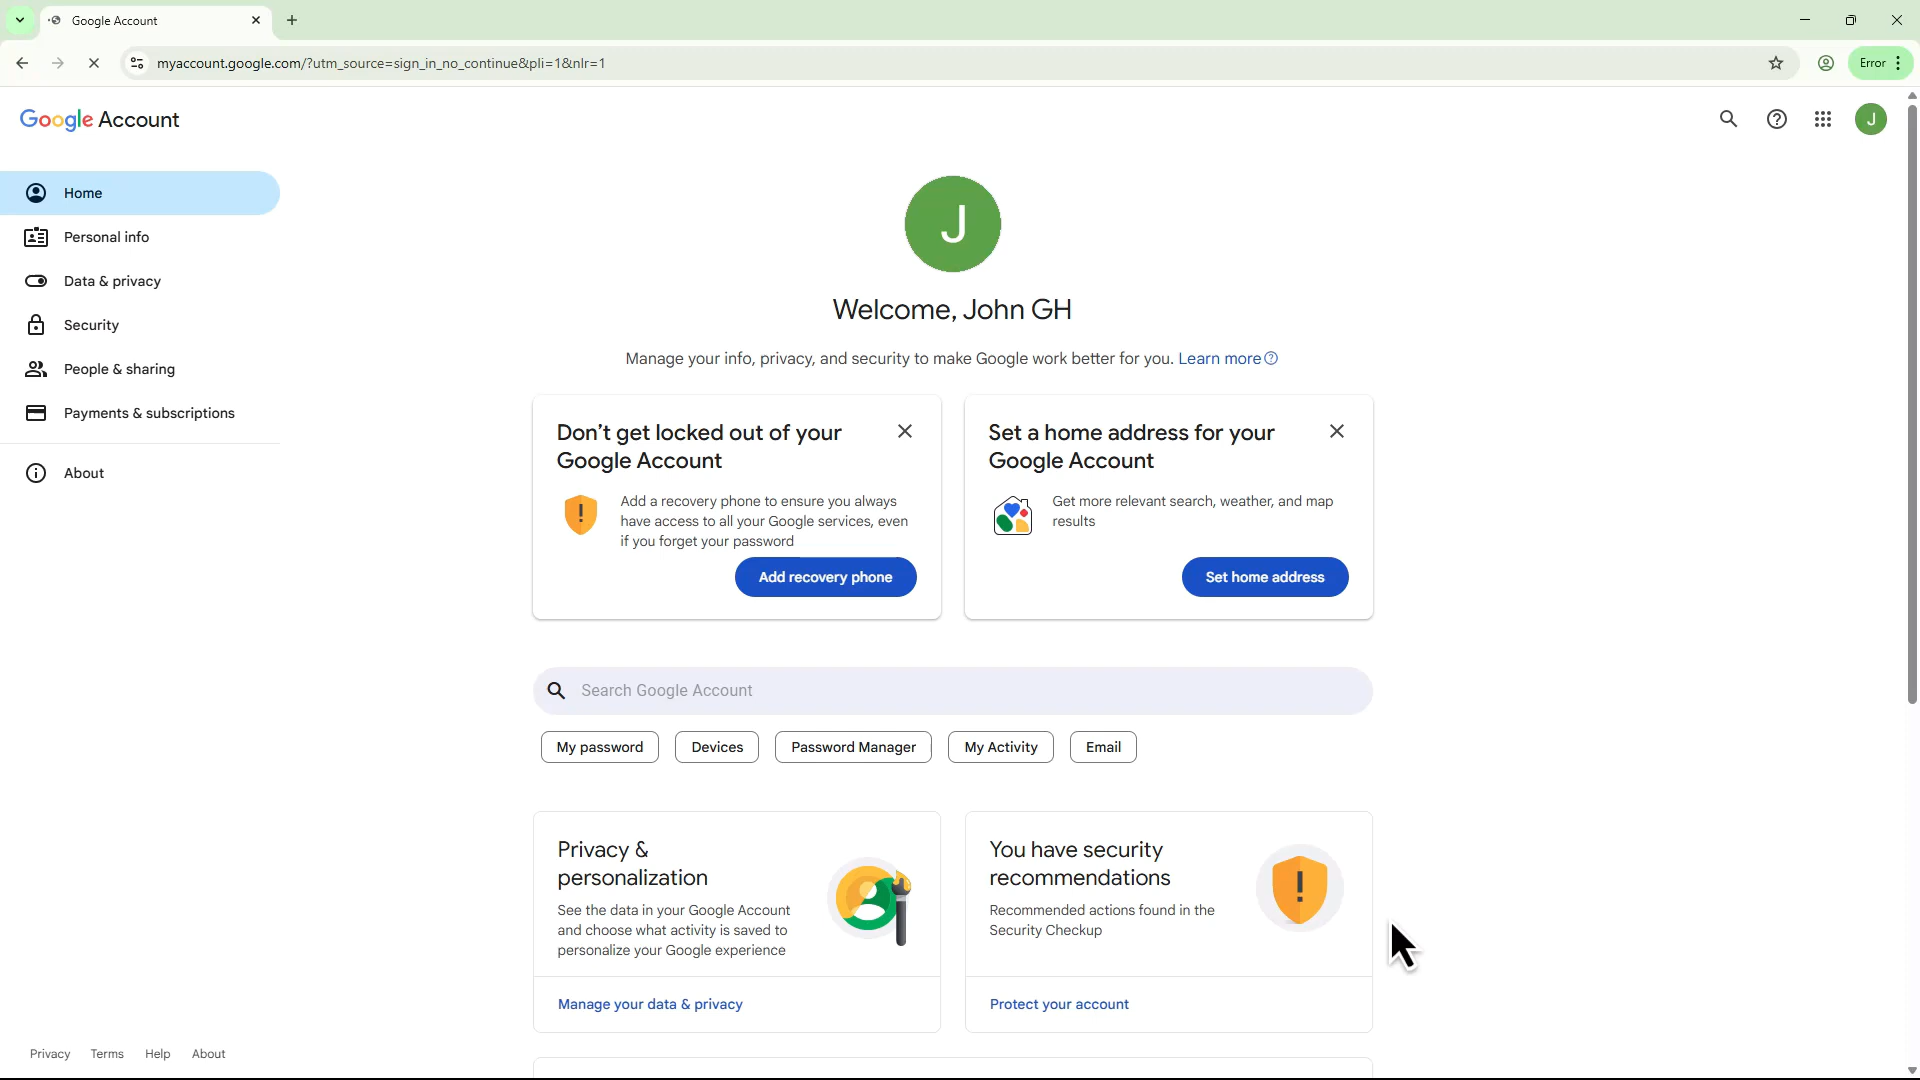 Google Account
myaccount.google.com/?utm_source=sign_in_no_continue&pli=1&nlr=1
Error
Google Account
J
Home
Personal info
Data & privacy
Security
People & sharing
Payments & subscriptions
About
J
Welcome, John GH
Manage your info, privacy, and security to make Google work better for you. Learn more
Don't get locked out of your
Google Account
Add a recovery phone to ensure you always
have access to all your Google services, even
if you forget your password
Add recovery phone
Set a home address for your
Google Account
Get more relevant search, weather, and map
results
Set home address
Search Google Account
My password
Devices
Password Manager
My Activity
Email
Privacy &
personalization
See the data in your Google Account
and choose what activity is saved to
personalize your Google experience
Manage your data & privacy
You have security
recommendations
Recommended actions found in the
Security Checkup
Protect your account
Privacy Terms Help About